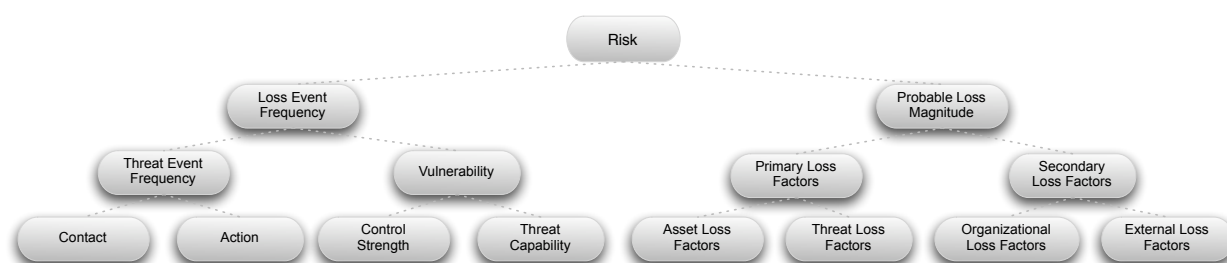 Risk
Loss Event
Frequency
Probable Loss
Magnitude
Threat Event
Frequency
Vulnerability
Primary Loss
Factors
Secondary
Loss Factors
Contact
Action
Control
Strength
Threat
Capability
Asset Loss
Factors
Threat Loss
Factors
Organizational
Loss Factors
External Loss
Factors